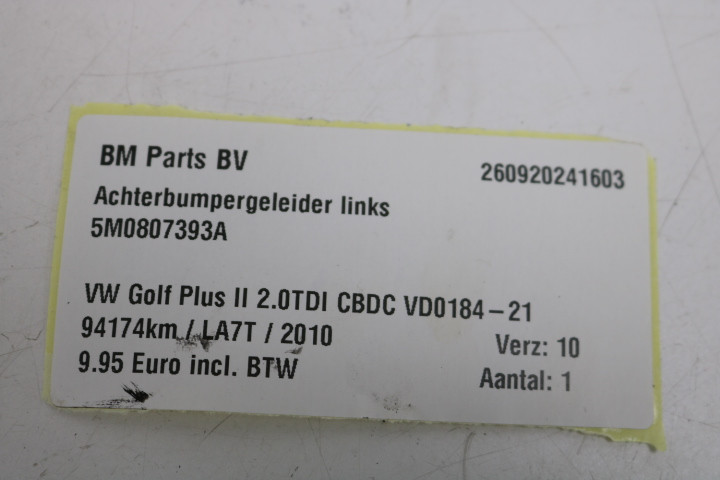 BM Parts BV 260920241603
Achterbumpergeleider links
5M0807393A
VW Golf Plus II 2.0TDI CBDC VD0184-21
94174km / LA7T / 2010 Verz: 10
9.95 Euro incl. BTW Aantal: 1